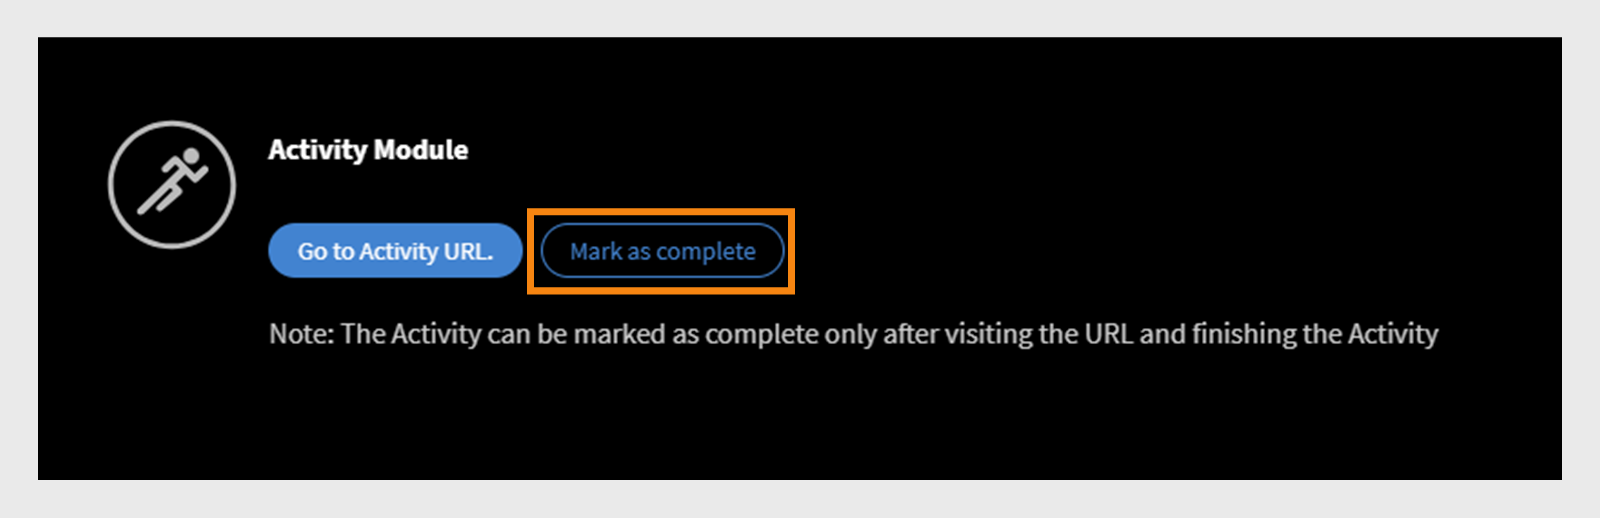 Activity Module
Go to Activity URL.
Mark as complete
Note: The Activity can be marked as complete only after visiting the URL and finishing the Activity